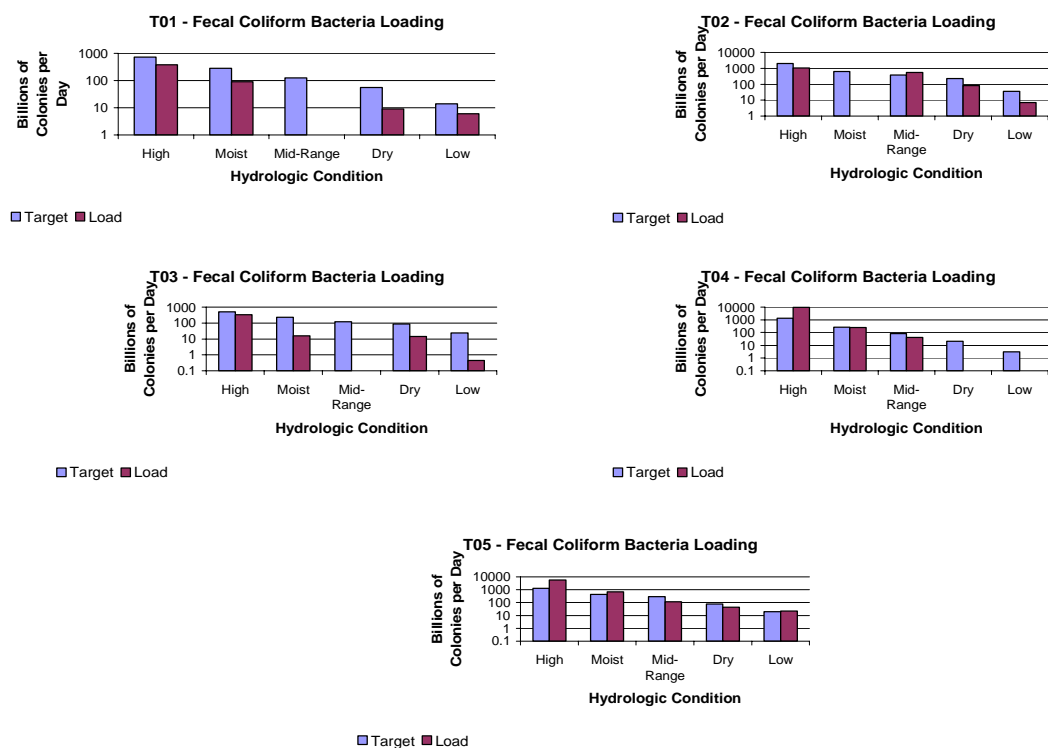 T01 - Fecal Coliform Bacteria Loading
Billions of
Colonies per
Day
1000
100
10
1
High Moist Mid-Range Dry Low
Hydrologic Condition
Target Load
T02 - Fecal Coliform Bacteria Loading
Billions of
Colonies per Day
10000
1000
100
10
1
High Moist Mid- Dry Low
Range
Hydrologic Condition
Target Load
T03 - Fecal Coliform Bacteria Loading
Billions of
Colonies per Day
1000
100
10
1
0.1
High Moist Mid- Dry Low
Range
Hydrologic Condition
Target Load
T04 - Fecal Coliform Bacteria Loading
Billions of
Colonies per Day
10000
1000
100
10
1
0.1
High Moist Mid- Dry Low
Range
Hydrologic Condition
Target Load
T05 - Fecal Coliform Bacteria Loading
Billions of
Colonies per Day
10000
1000
100
10
1
0.1
High Moist Mid- Dry Low
Range
Hydrologic Condition
Target Load